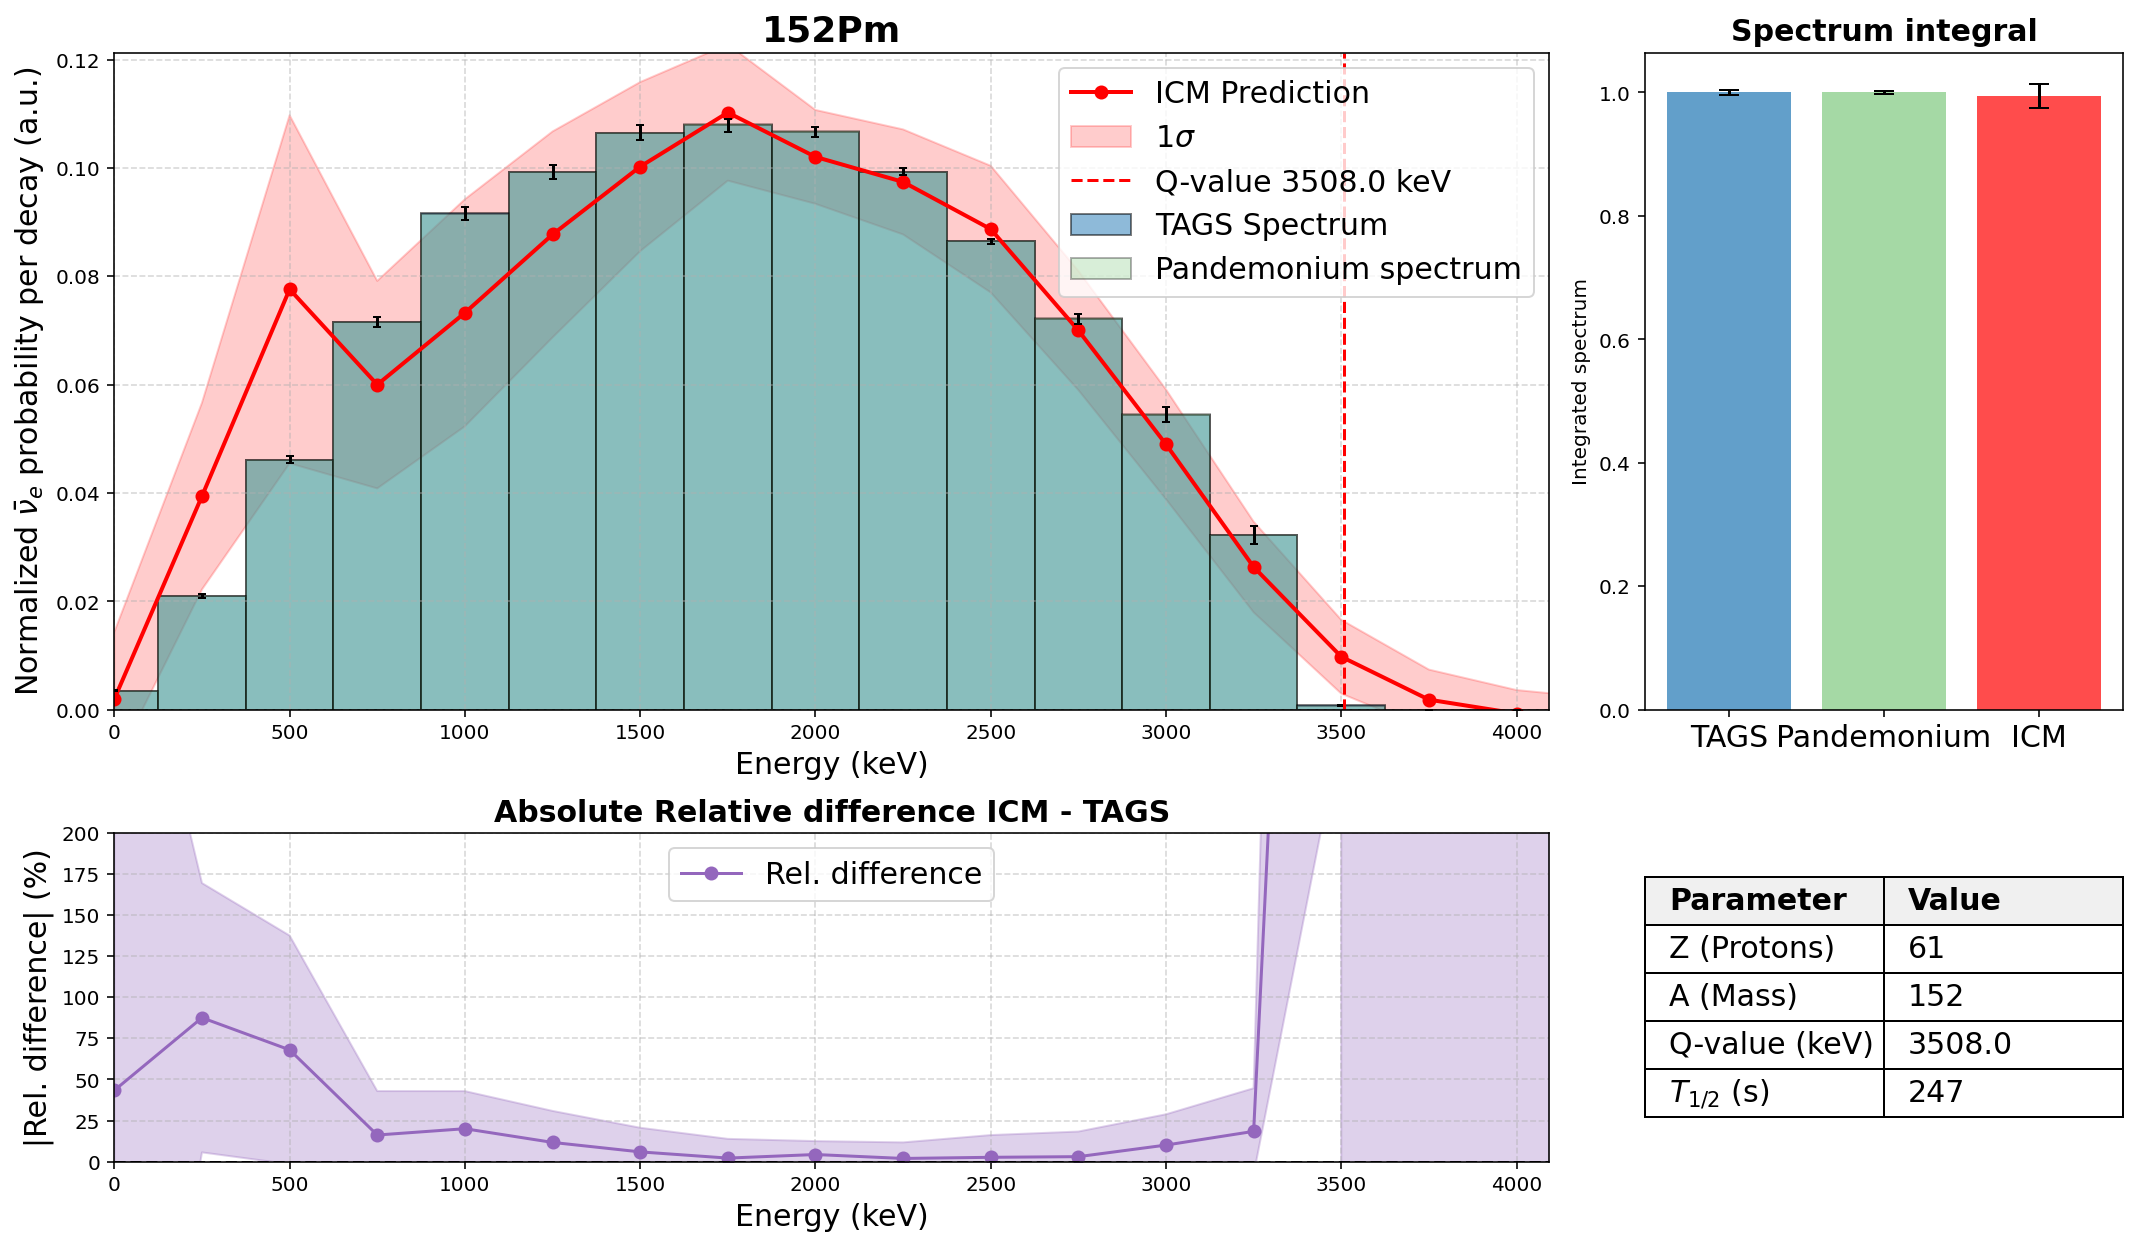 152Pm
Normalized ν̄e probability per decay (a.u.)
0.12
0.10
0.08
0.06
0.04
0.02
0.00
ICM Prediction
1σ
Q-value 3508.0 keV
TAGS Spectrum
Pandemonium spectrum
0 500 1000 1500 2000 2500 3000 3500 4000
Energy (keV)
Spectrum integral
Integrated spectrum
1.0
0.8
0.6
0.4
0.2
0.0
TAGS Pandemonium ICM
Absolute Relative difference ICM - TAGS
|Rel. difference| (%)
200
175
150
125
100
75
50
25
0
Rel. difference
0 500 1000 1500 2000 2500 3000 3500 4000
Energy (keV)
Parameter Value
Z (Protons) 61
A (Mass) 152
Q-value (keV) 3508.0
T1/2 (s) 247